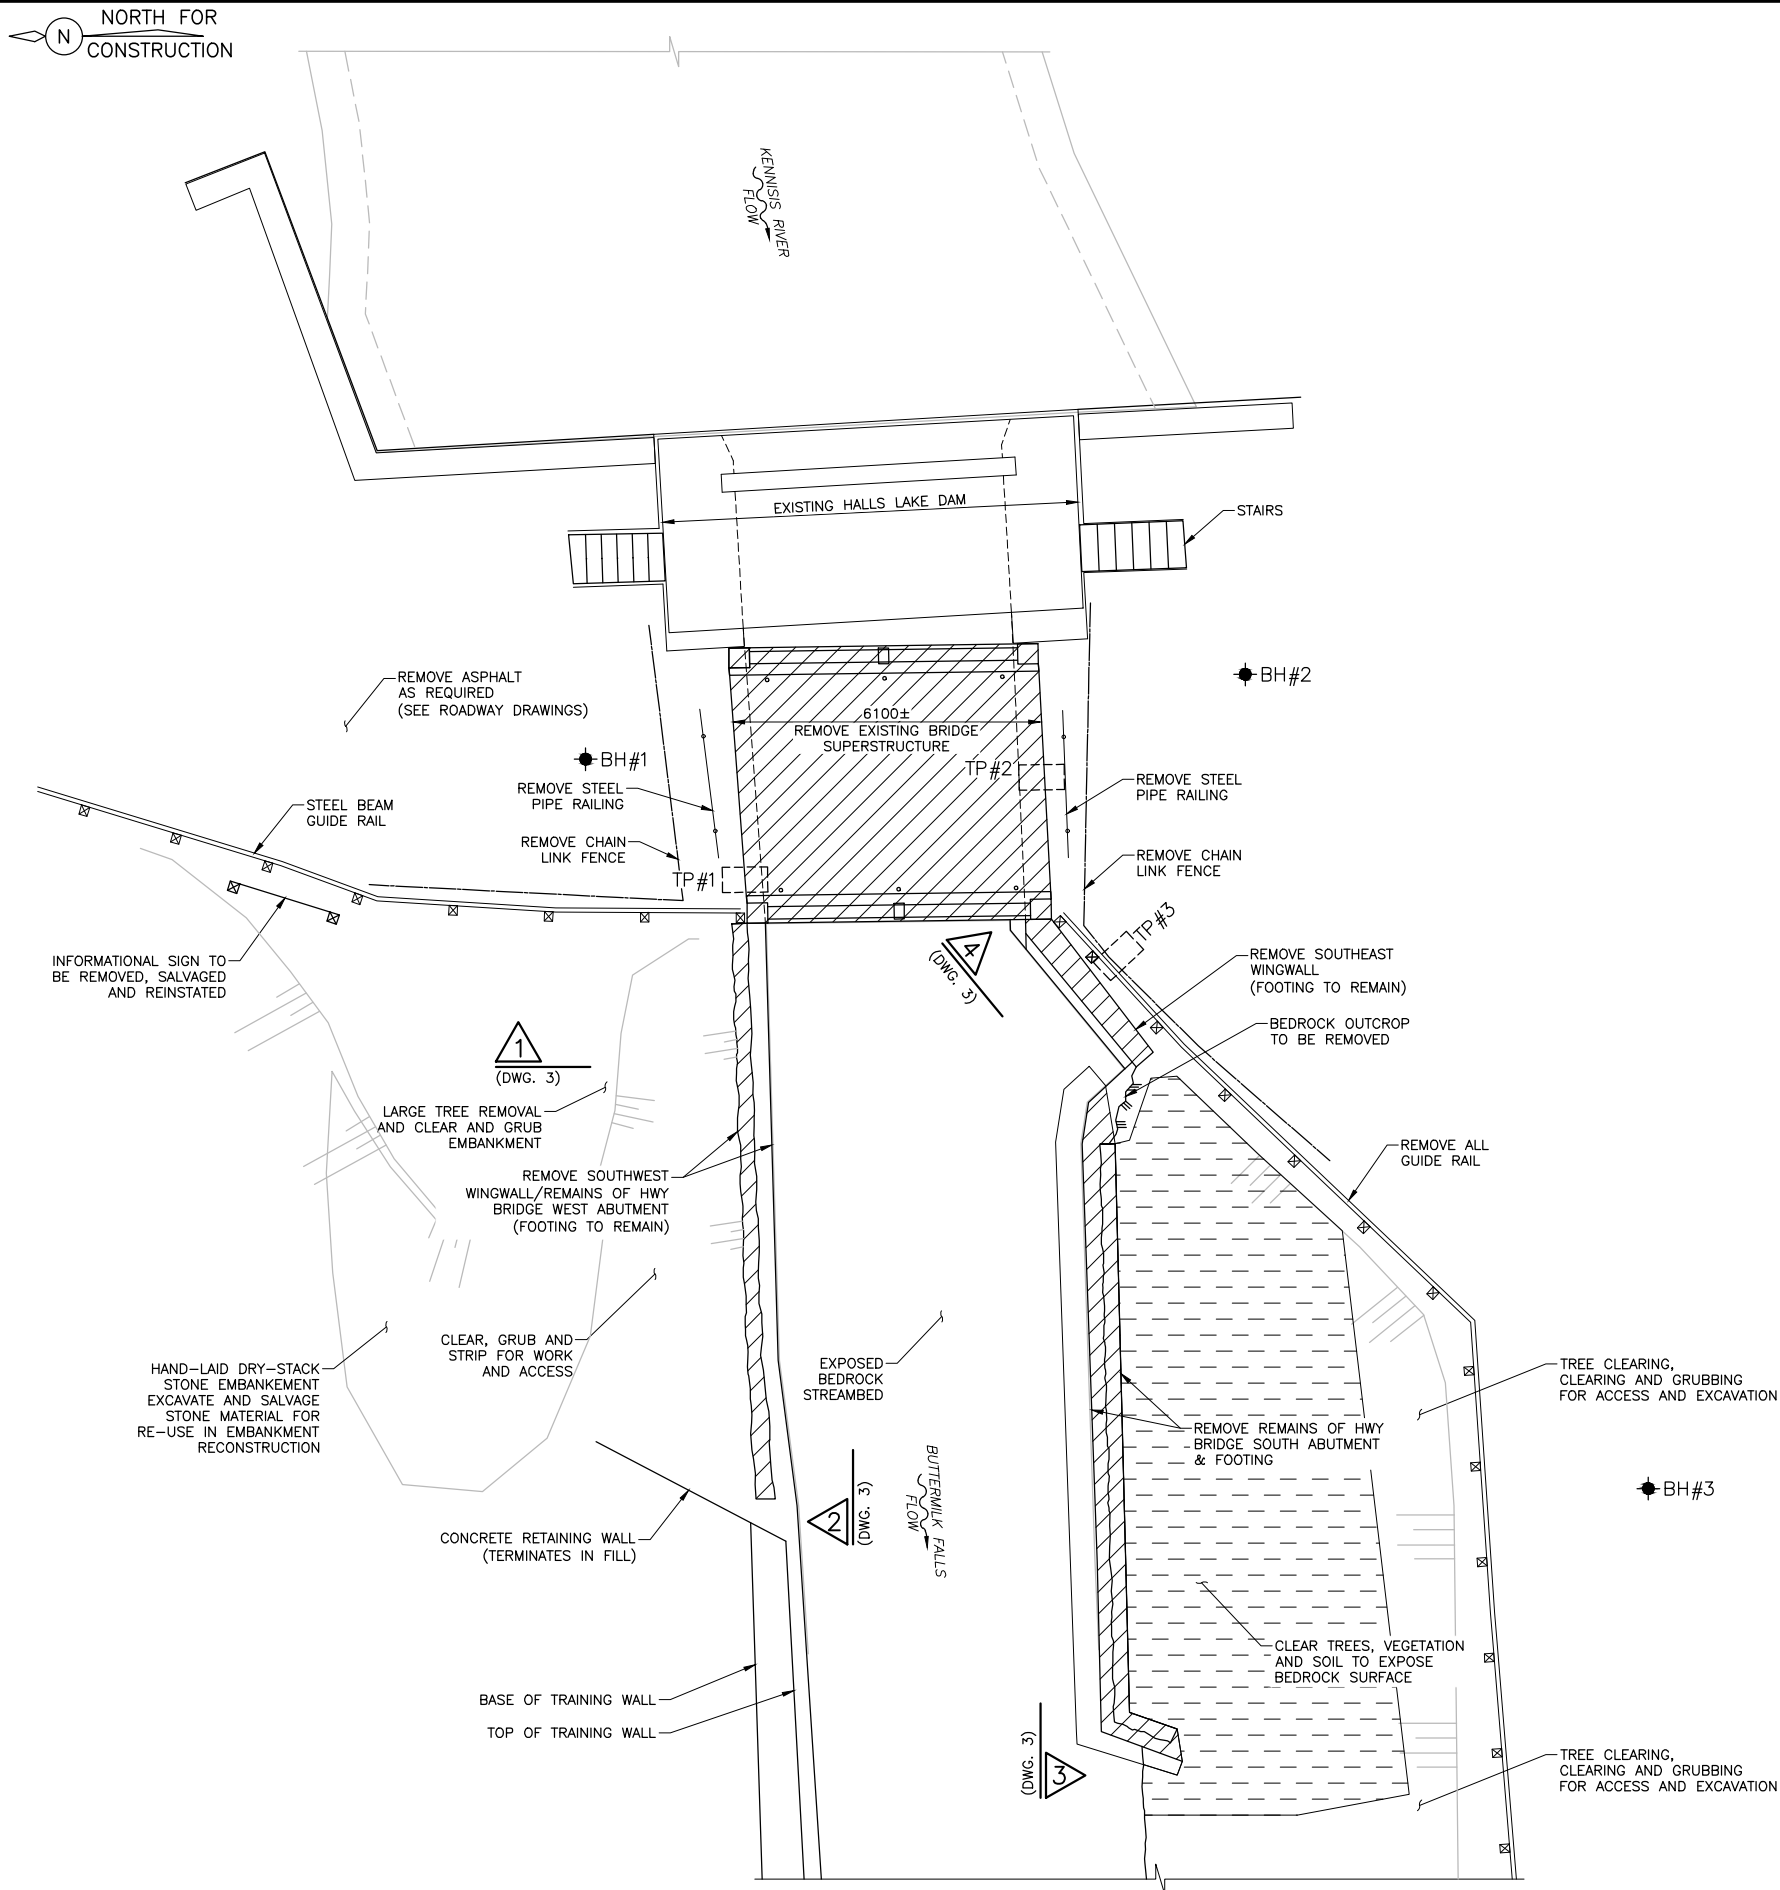 NORTH FOR
N
CONSTRUCTION
KENNISIS RIVER
FLOW
EXISTING HALLS LAKE DAM
STAIRS
REMOVE ASPHALT
AS REQUIRED
(SEE ROADWAY DRAWINGS)
BH#2
6100±
REMOVE EXISTING BRIDGE
SUPERSTRUCTURE
BH#1
TP#2
REMOVE STEEL
PIPE RAILING
REMOVE STEEL
PIPE RAILING
STEEL BEAM
GUIDE RAIL
REMOVE CHAIN
LINK FENCE
REMOVE CHAIN
LINK FENCE
TP#1
TP#3
INFORMATIONAL SIGN TO
BE REMOVED, SALVAGED
AND REINSTATED
4
(DWG. 3)
REMOVE SOUTHEAST
WINGWALL
(FOOTING TO REMAIN)
BEDROCK OUTCROP
TO BE REMOVED
1
(DWG. 3)
LARGE TREE REMOVAL
AND CLEAR AND GRUB
EMBANKMENT
REMOVE ALL
GUIDE RAIL
REMOVE SOUTHWEST
WINGWALL/REMAINS OF HWY
BRIDGE WEST ABUTMENT
(FOOTING TO REMAIN)
CLEAR, GRUB AND
STRIP FOR WORK
AND ACCESS
HAND-LAID DRY-STACK
STONE EMBANKEMENT
EXCAVATE AND SALVAGE
STONE MATERIAL FOR
RE-USE IN EMBANKMENT
RECONSTRUCTION
EXPOSED
BEDROCK
STREAMBED
TREE CLEARING,
CLEARING AND GRUBBING
FOR ACCESS AND EXCAVATION
REMOVE REMAINS OF HWY
BRIDGE SOUTH ABUTMENT
& FOOTING
BUTTERMILK FALLS
FLOW
BH#3
2
(DWG. 3)
CONCRETE RETAINING WALL
(TERMINATES IN FILL)
CLEAR TREES, VEGETATION
AND SOIL TO EXPOSE
BEDROCK SURFACE
BASE OF TRAINING WALL
TOP OF TRAINING WALL
3
(DWG. 3)
TREE CLEARING,
CLEARING AND GRUBBING
FOR ACCESS AND EXCAVATION